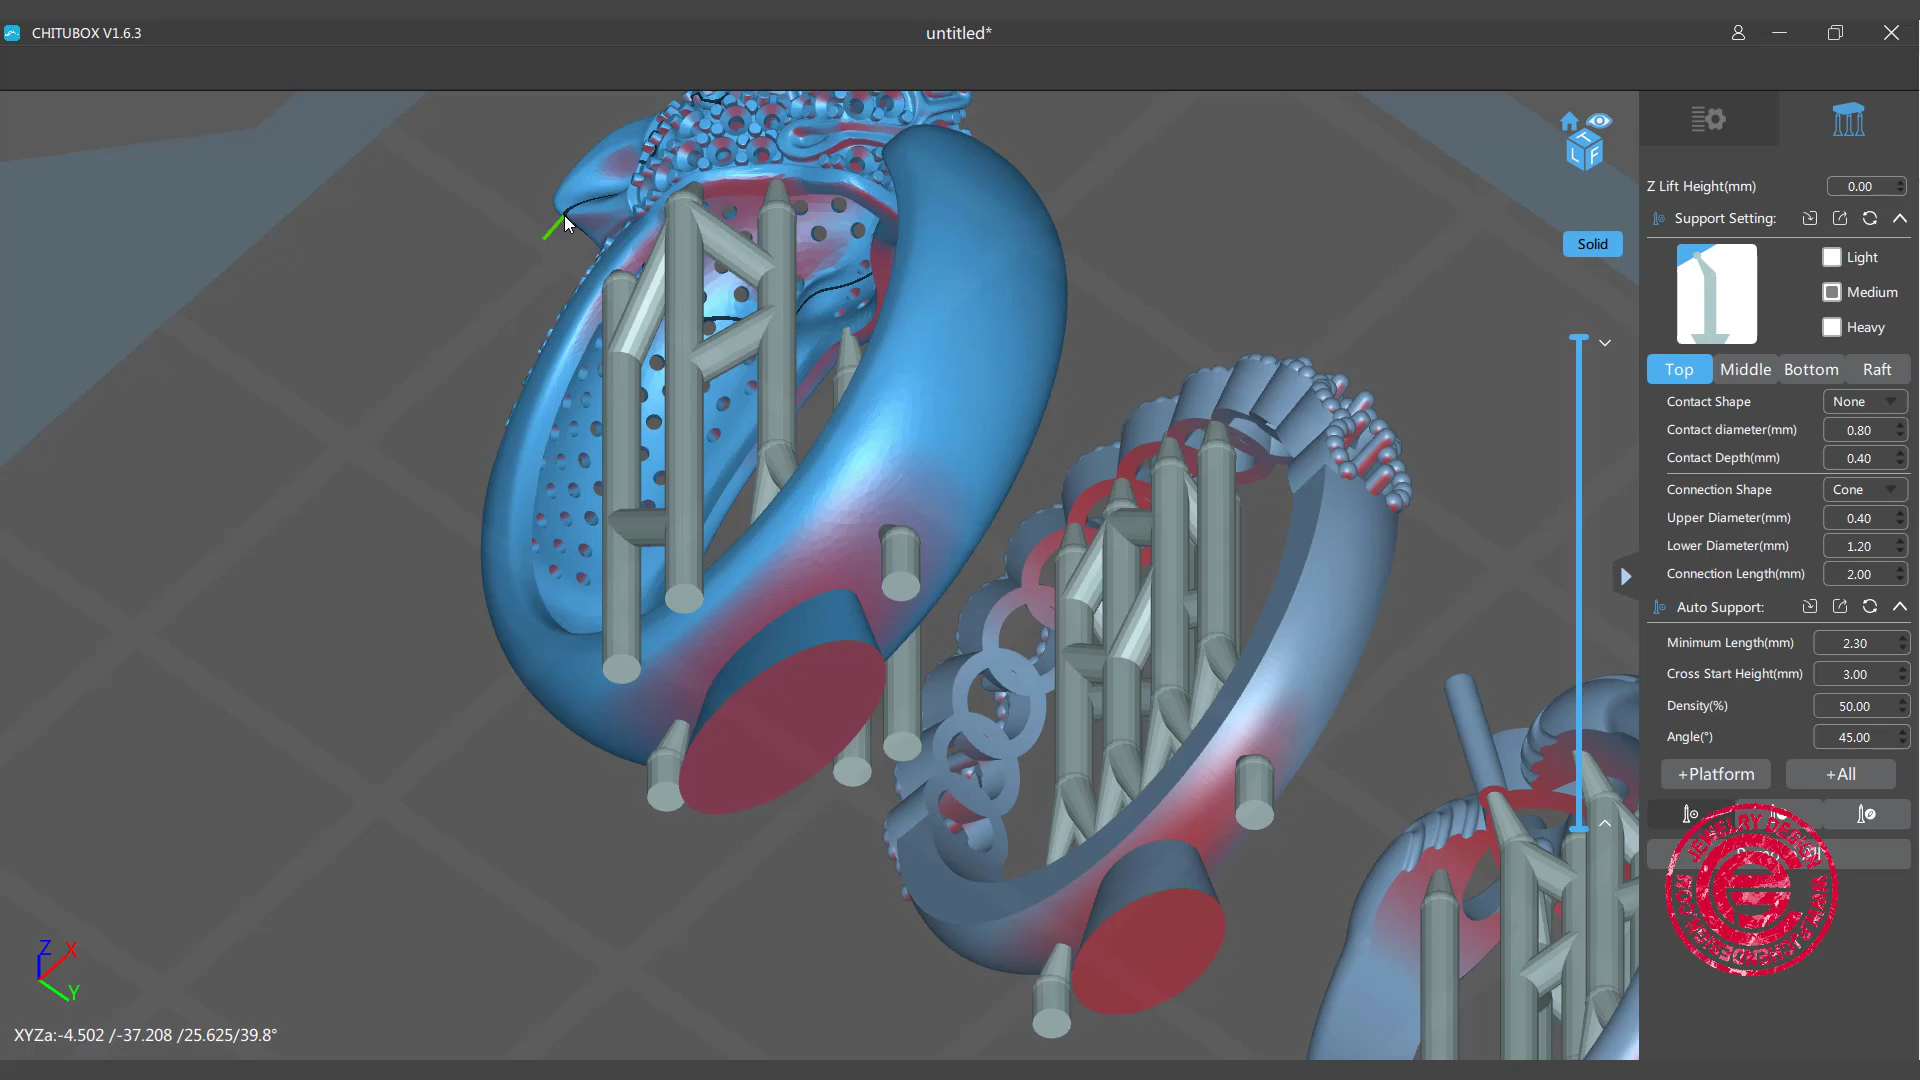 CHITUBOX V1.6.3
untitled*
T
L F
Solid
Z Lift Height(mm) 0.00
Support Setting:
Light
Medium
Heavy
Top Middle Bottom Raft
Contact Shape None
Contact diameter(mm) 0.80
Contact Depth(mm) 0.40
Connection Shape Cone
Upper Diameter(mm) 0.40
Lower Diameter(mm) 1.20
Connection Length(mm) 2.00
Auto Support:
Minimum Length(mm) 2.30
Cross Start Height(mm) 3.00
Density(%) 50.00
Angle(°) 45.00
+Platform +All
JEWELRY DESIGN
Z X
Y
XYZa:-4.502 /-37.208 /25.625/39.8°